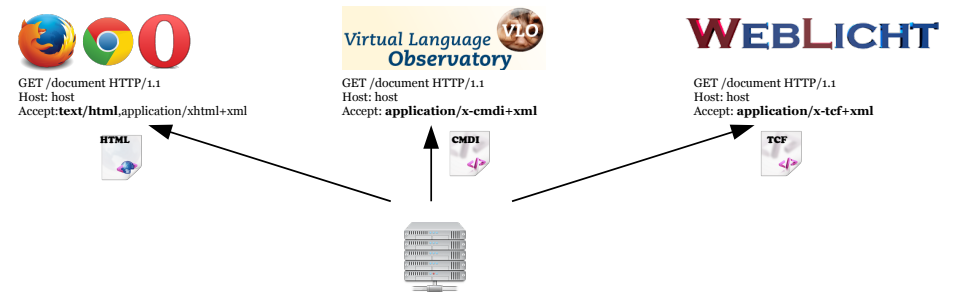 Virtual Language
Observatory
VLO
WEBLICHT
GET /document HTTP/1.1
Host: host
Accept:text/html,application/xhtml+xml
GET /document HTTP/1.1
Host: host
Accept: application/x-cmdi+xml
GET /document HTTP/1.1
Host: host
Accept: application/x-tcf+xml
HTML
CMDI
TCF